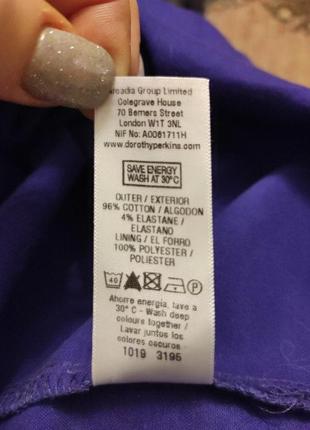 Arcadia Group Limited
Colegrave House
70 Berners Street
London W1T 3NL
NIF No: A0061711H
www.dorothyperkins.com
SAVE ENERGY
WASH AT 30°C
OUTER / EXTERIOR
96% COTTON / ALGODON
4% ELASTANE /
ELASTANO
LINING / EL FORRO
100% POLYESTER /
POLIESTER
40 P
Ahorre energía, lave a
30° C - Wash deep
colours together /
Lavar juntos los
colores oscuros -
1019 3195